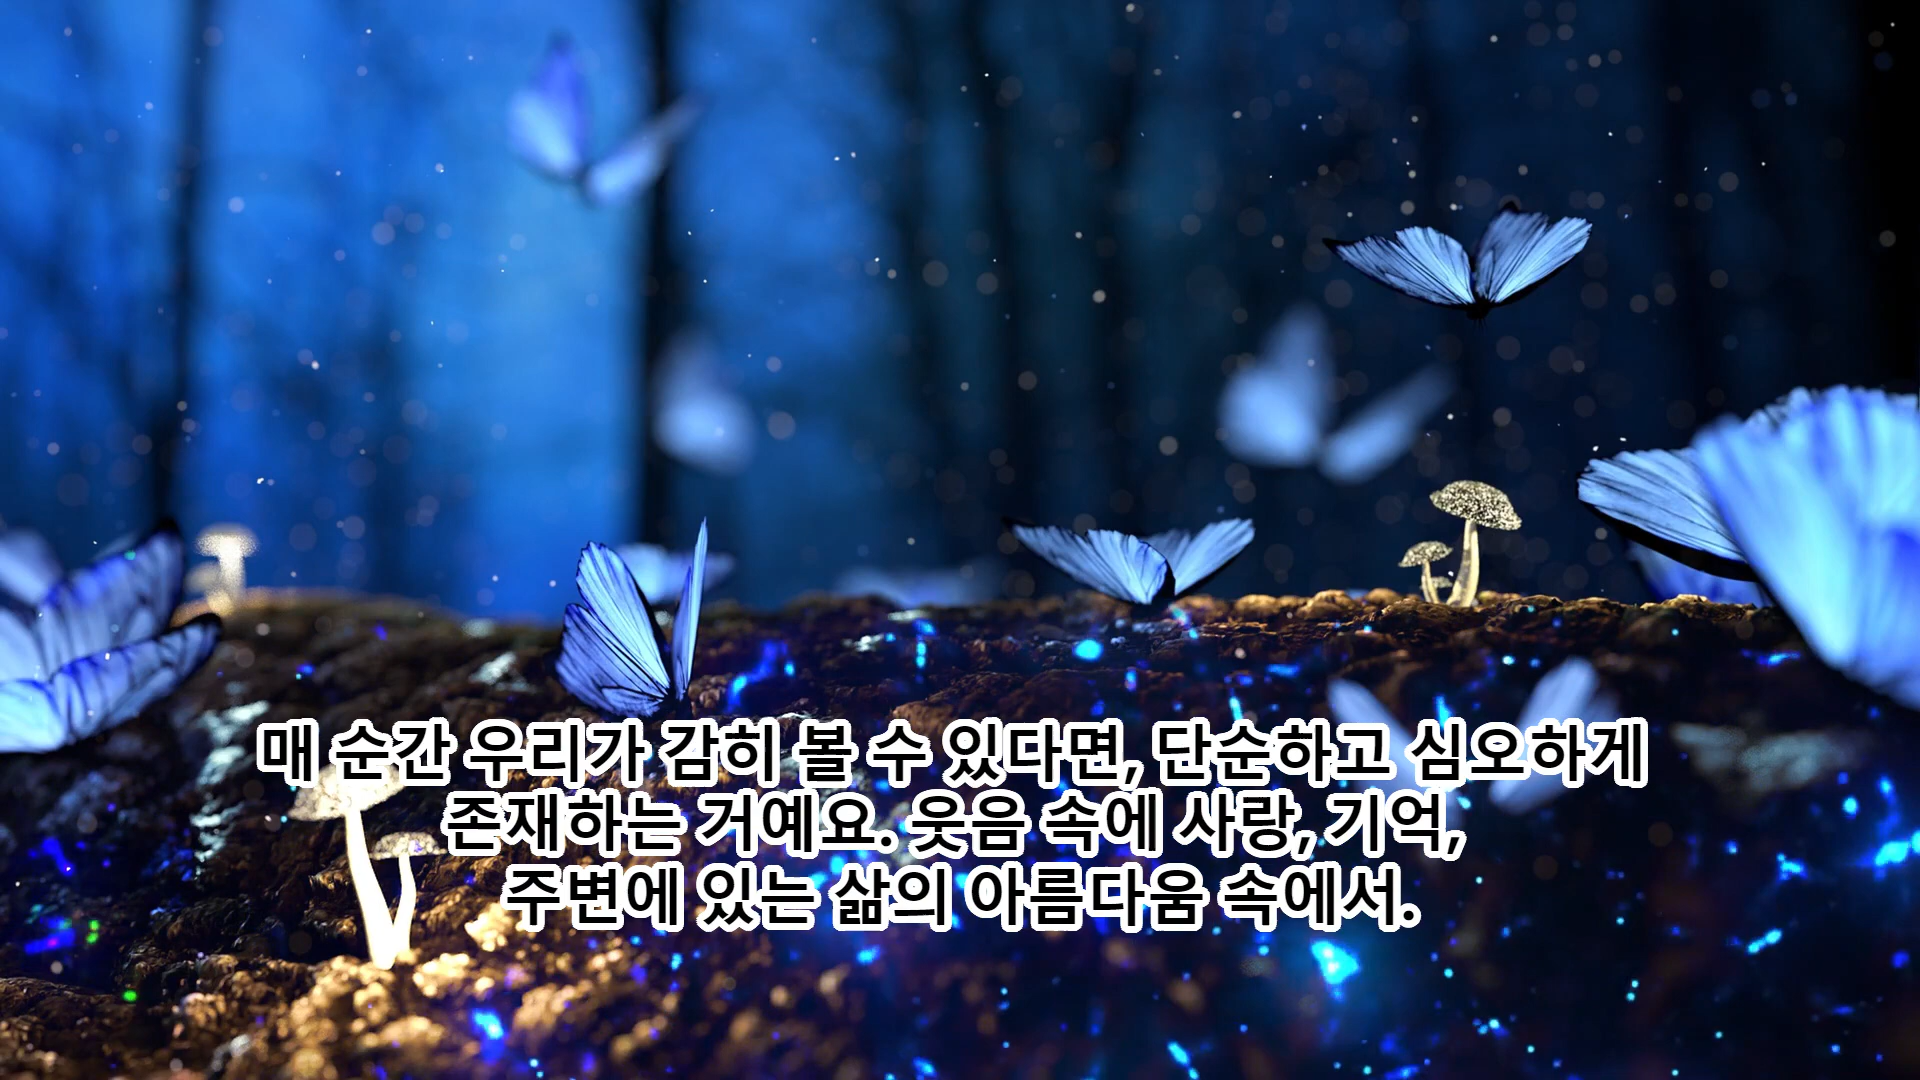 매 순간 우리가 감히 볼 수 있다면, 단순하고 심오하게
존재하는 거예요. 웃음 속에 사랑, 기억,
주변에 있는 삶의 아름다움 속에서.